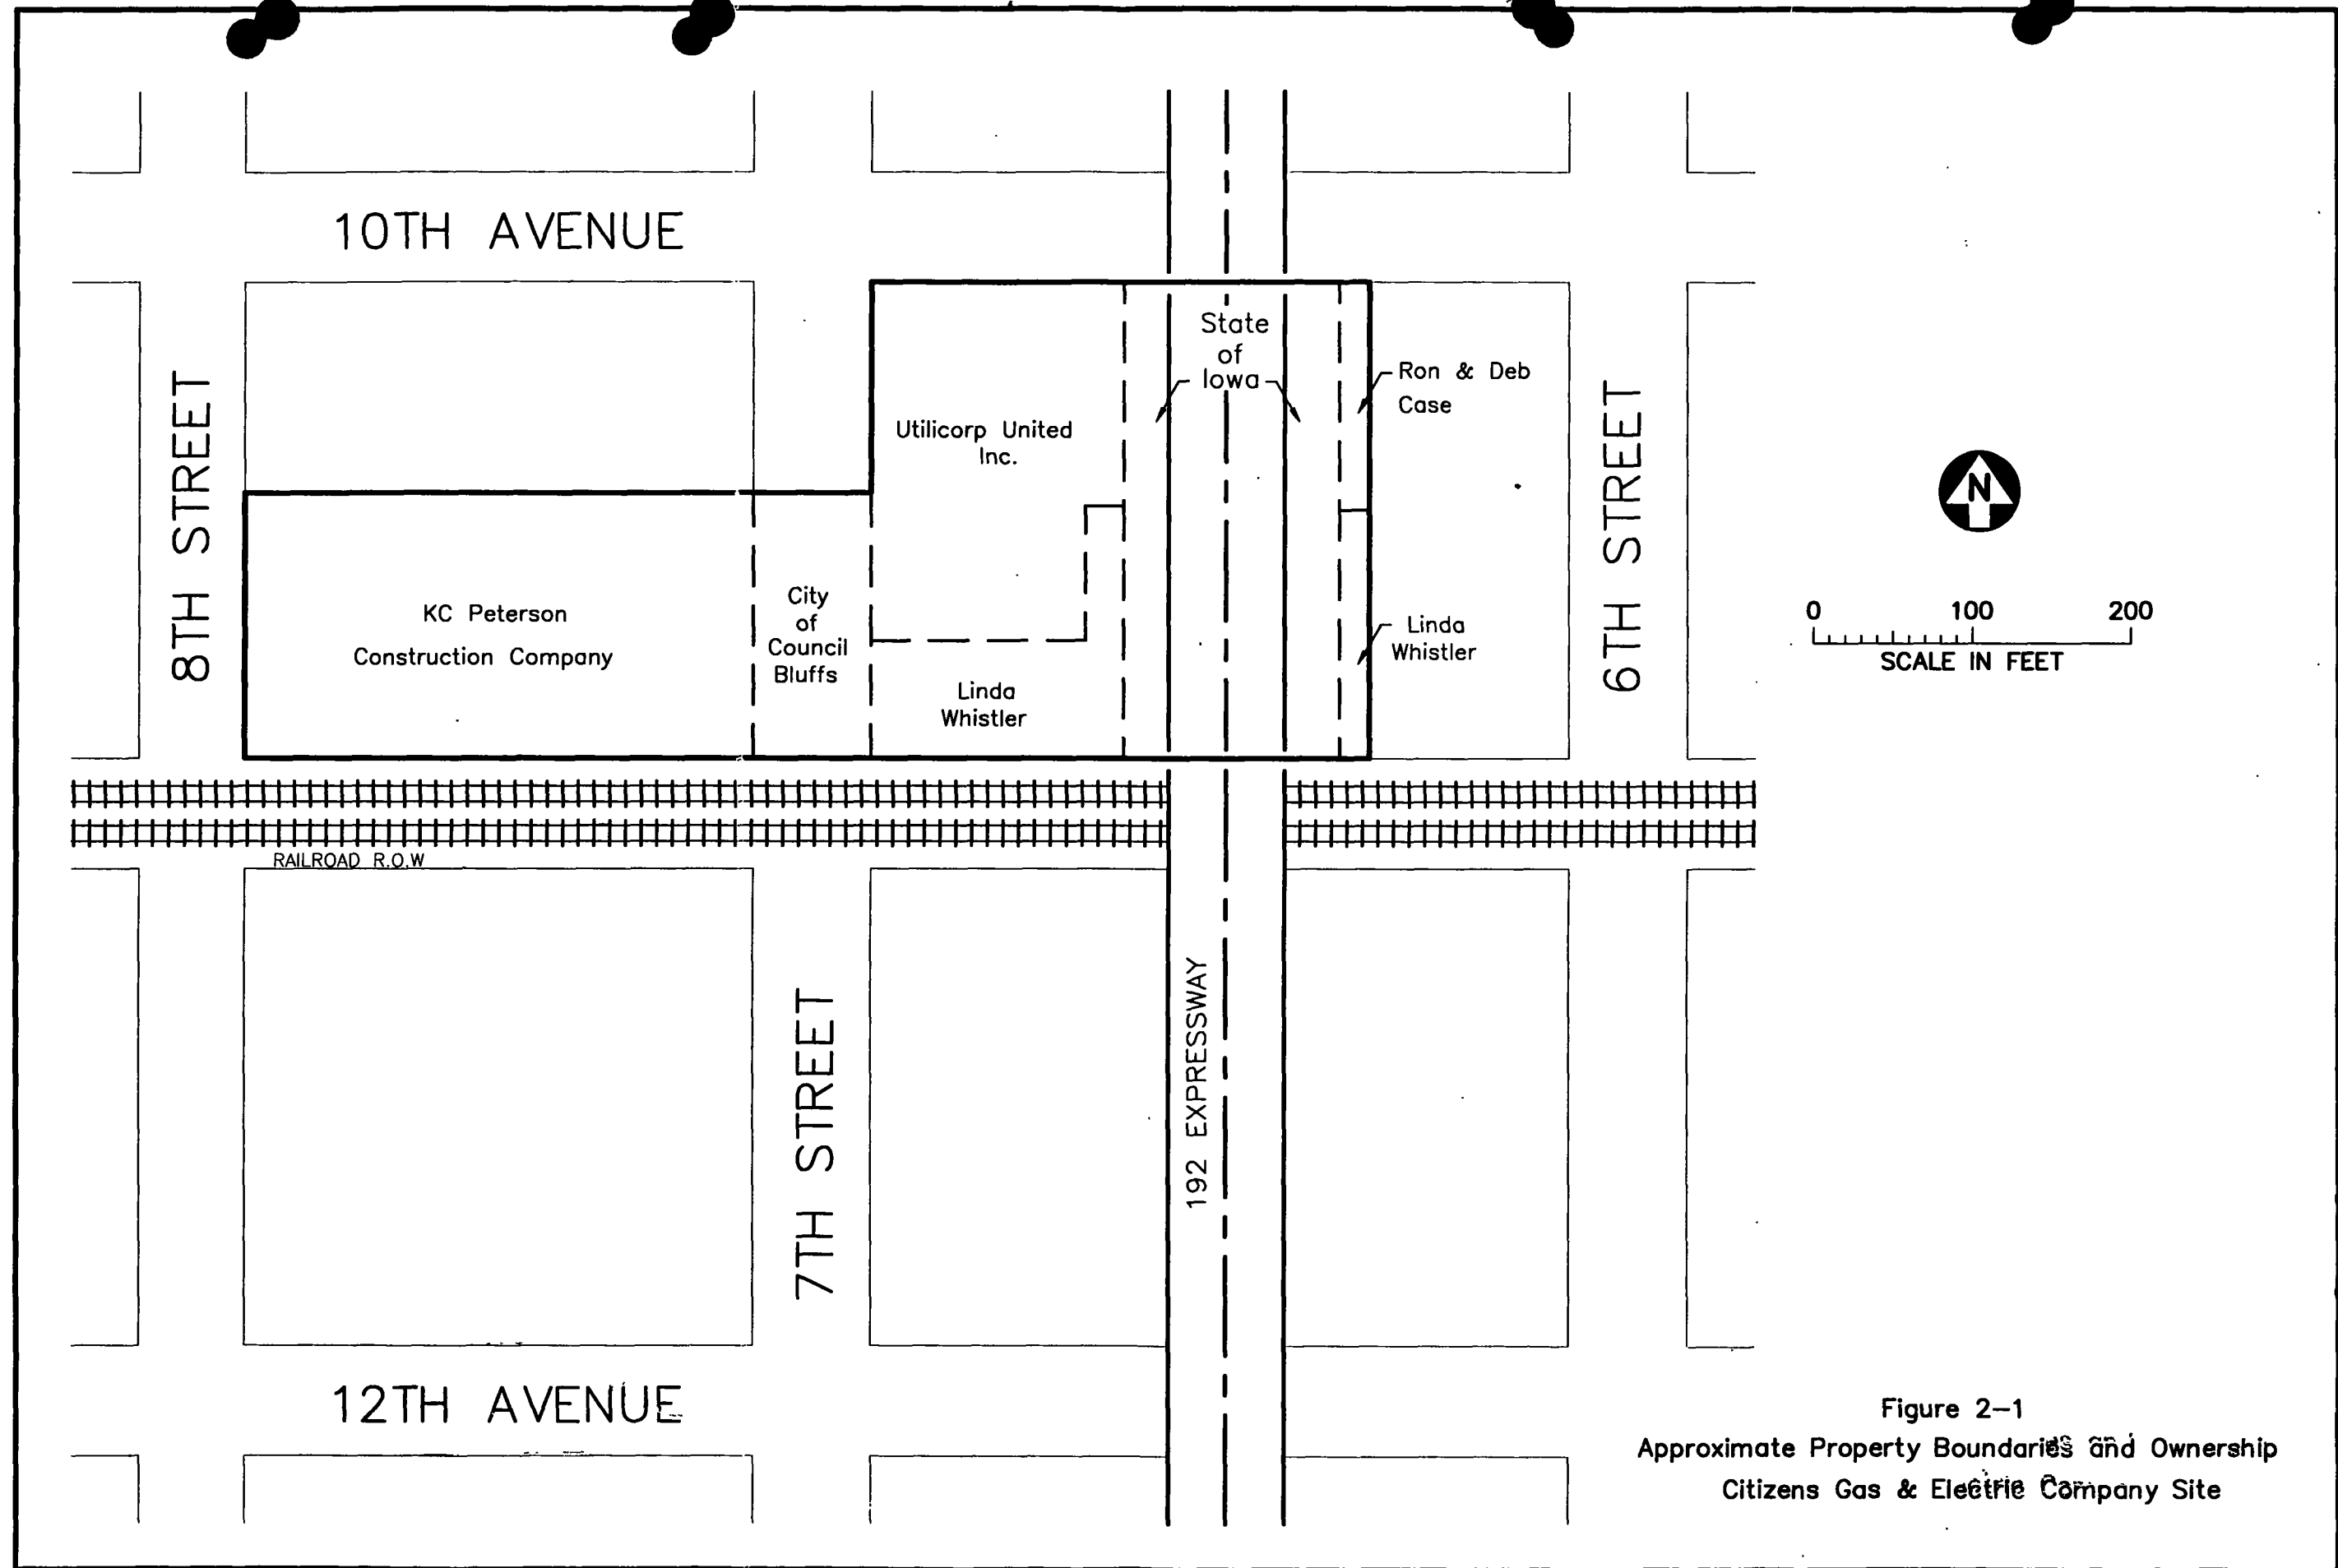 10TH AVENUE
8TH STREET
State
of
Iowa
Ron & Deb
Case
Utilicorp United
Inc.
6TH STREET
N
KC Peterson
Construction Company
City
of
Council
Bluffs
Linda
Whistler
Linda
Whistler
0 100 200
SCALE IN FEET
RAILROAD R.O.W
7TH STREET
192 EXPRESSWAY
12TH AVENUE
Figure 2-1
Approximate Property Boundaries and Ownership
Citizens Gas & Electric Company Site